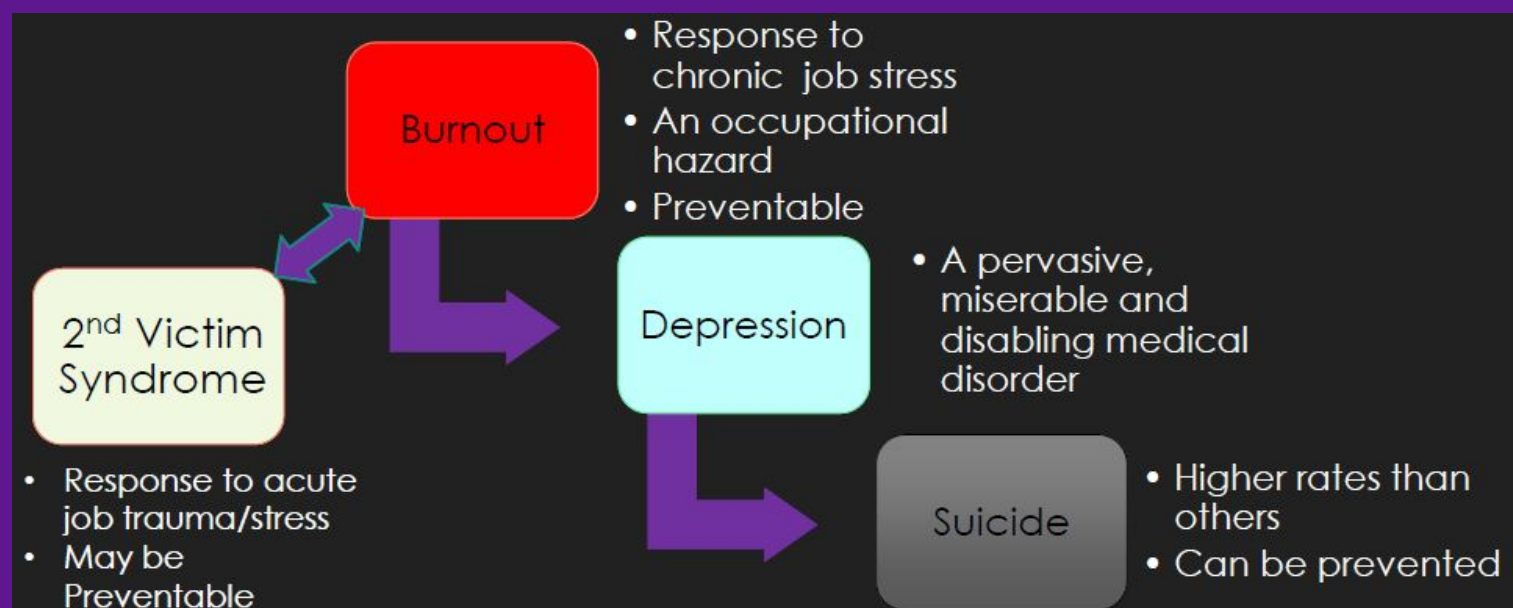 Burnout
• Response to
chronic job stress
• An occupational
hazard
• Preventable
2nd Victim
Syndrome
• Response to acute
job trauma/stress
• May be
Preventable
Depression
• A pervasive,
miserable and
disabling medical
disorder
Suicide
• Higher rates than
others
• Can be prevented